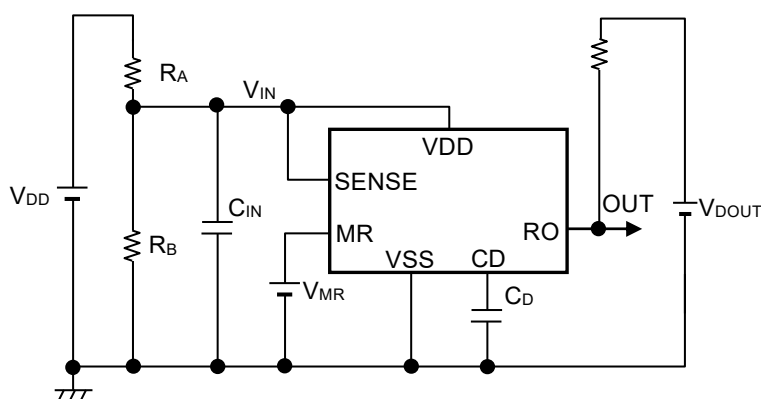 RA
VIN
VDD
VDD
SENSE
CIN
OUT
VDOUT
RB
MR
RO
VSS
CD
VMR
CD